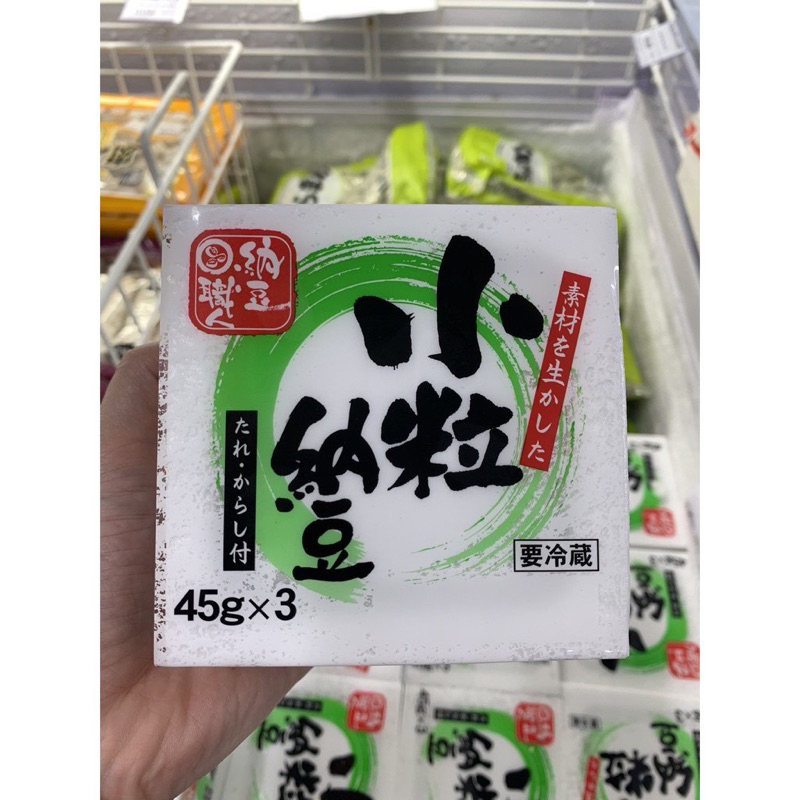 納豆
職人
小粒
納豆
素材を生かした
たれ・からし付
要冷蔵
45g×3